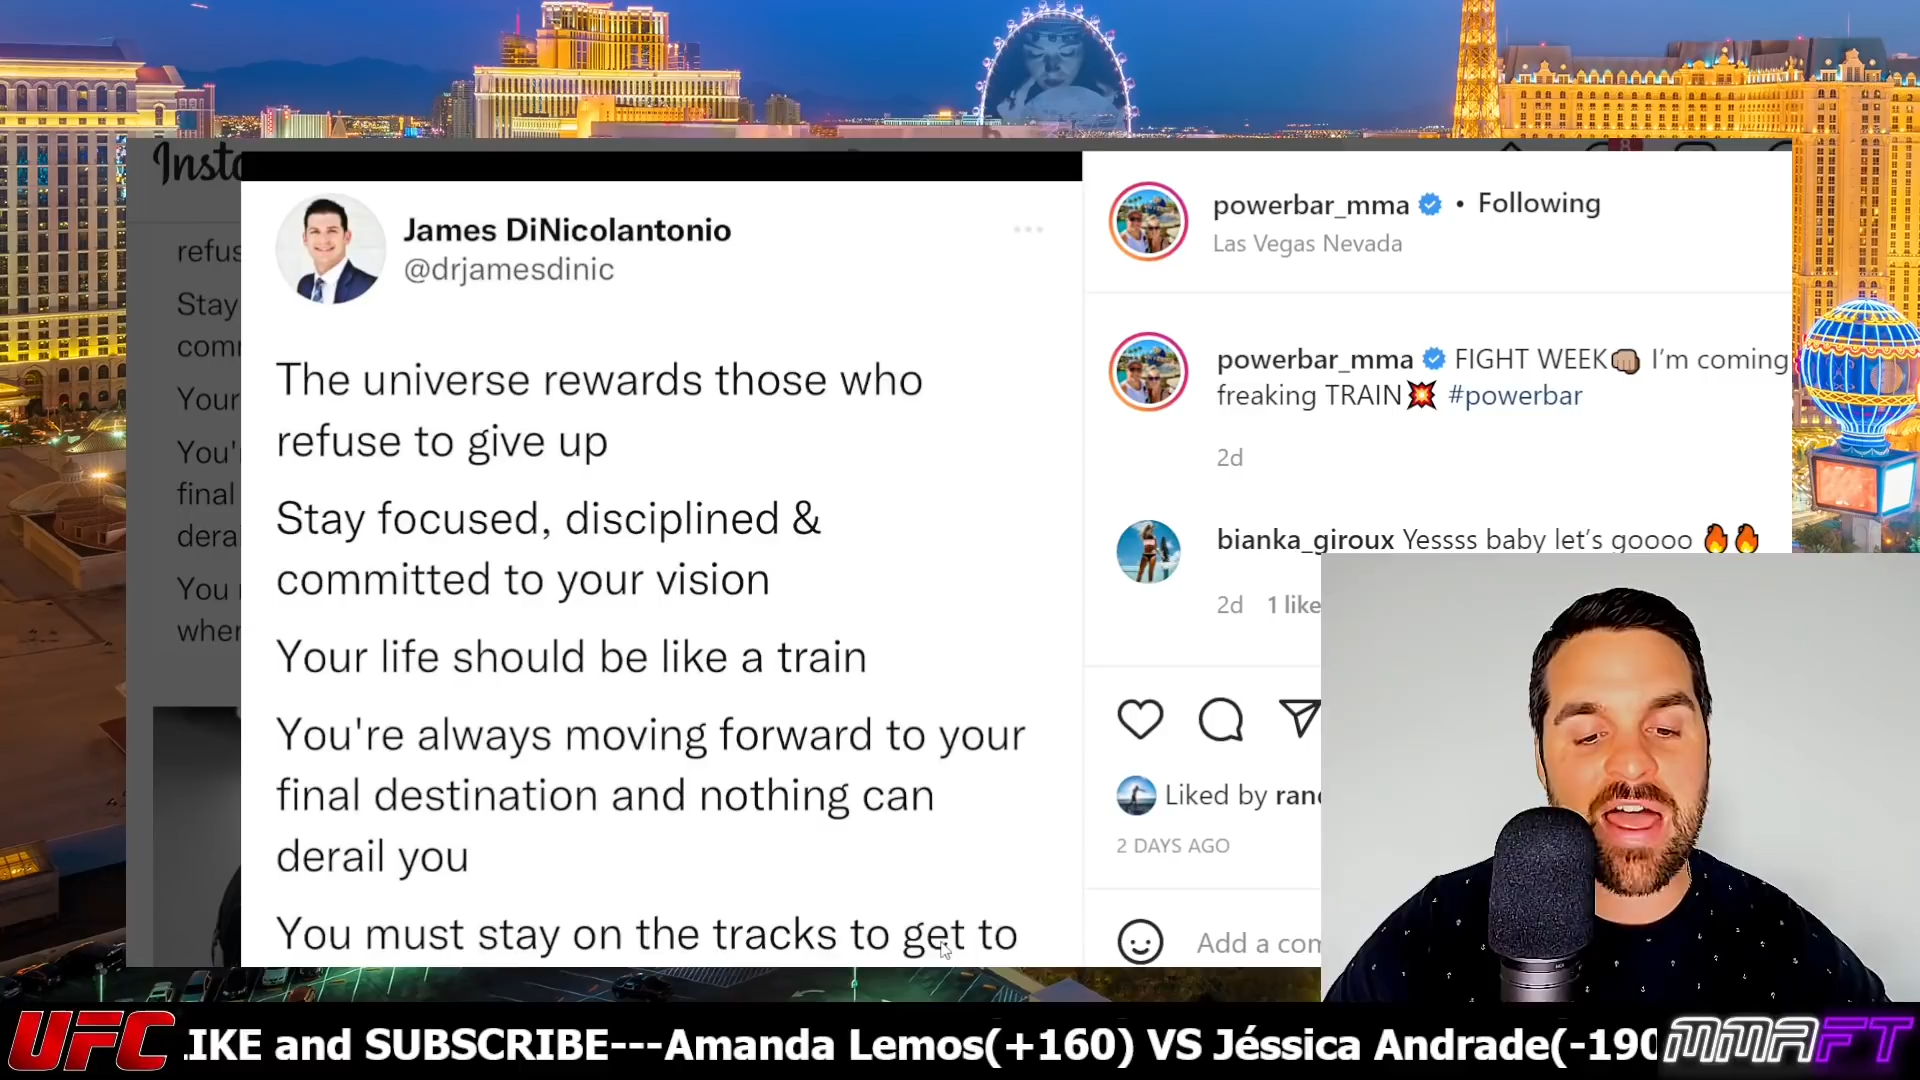 Insta
8
refus
Stay
com
Your
You'
final
dera
You
wher
James DiNicolantonio
@drjamesdinic
The universe rewards those who
refuse to give up
Stay focused, disciplined &
committed to your vision
Your life should be like a train
You're always moving forward to your
final destination and nothing can
derail you
You must stay on the tracks to get to
powerbar_mma • Following
Las Vegas Nevada
powerbar_mma FIGHT WEEK👊🏼 I'm coming
freaking TRAIN💥 #powerbar
2d
bianka_giroux Yessss baby let's goooo 🔥🔥
2d 1 like
Liked by rand
2 DAYS AGO
Add a com
UFC
LIKE and SUBSCRIBE---Amanda Lemos(+160) VS Jéssica Andrade(-190
MMAFT